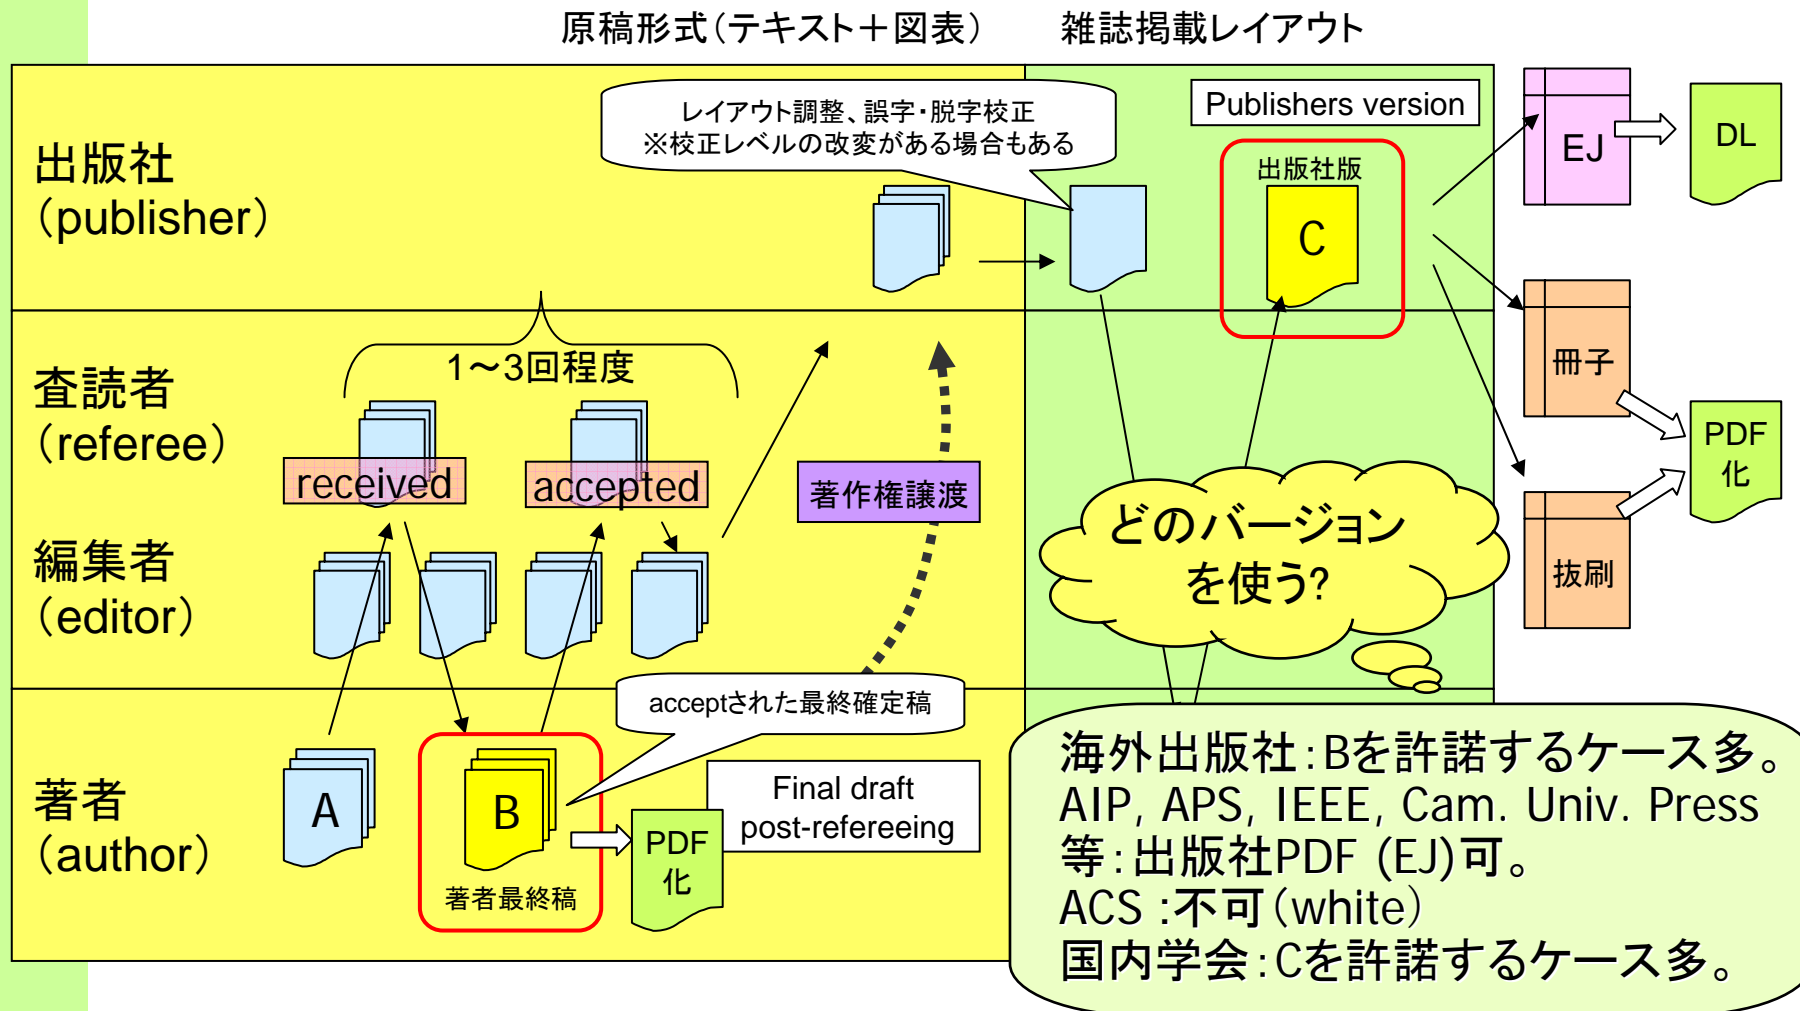 原稿形式(テキスト＋図表)
雑誌掲載レイアウト
出版社
(publisher)
レイアウト調整、誤字・脱字校正
※校正レベルの改変がある場合もある
Publishers version
出版社版
C
EJ
DL
査読者
(referee)
1～3回程度
received
accepted
著作権譲渡
冊子
PDF
化
抜刷
編集者
(editor)
どのバージョン
を使う?
著者
(author)
A
B
著者最終稿
acceptされた最終確定稿
PDF
化
Final draft
post-refereeing
海外出版社：Bを許諾するケース多。
AIP, APS, IEEE, Cam. Univ. Press
等：出版社PDF (EJ)可。
ACS :不可(white)
国内学会：Cを許諾するケース多。